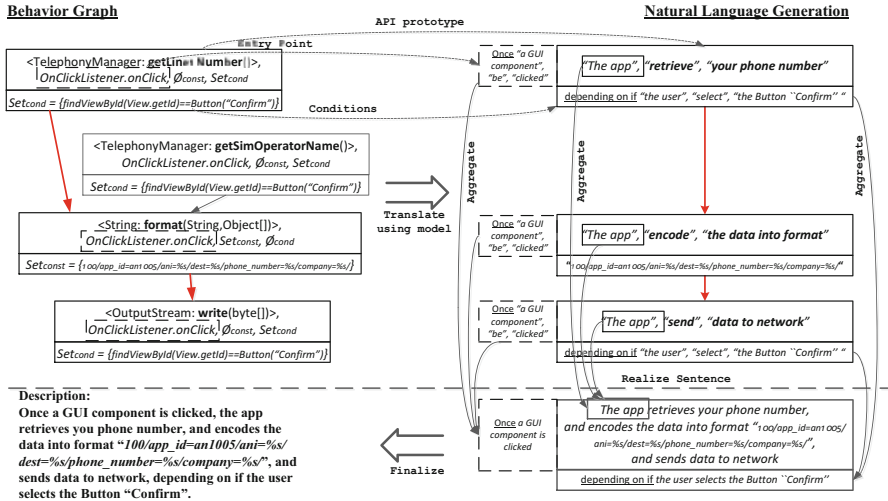 Behavior Graph
Natural Language Generation
API prototype
Entry Point
<TelephonyManager: getLine1Number()>,
OnClickListener.onClick, Øconst, Setcond
Setcond = {findViewById(View.getId)==Button("Confirm")}
Conditions
<TelephonyManager: getSimOperatorName()>,
OnClickListener.onClick, Øconst, Setcond
Setcond = {findViewById(View.getId)==Button("Confirm")}
<String: format(String,Object[])>,
OnClickListener.onClick, Setconst, Øcond
Setconst = {100/app_id=an1005/ani=%s/dest=%s/phone_number=%s/company=%s/}
<OutputStream: write(byte[])>,
OnClickListener.onClick, Øconst, Setcond
Setcond = {findViewById(View.getId)==Button("Confirm")}
Translate
using model
Once "a GUI
component",
"be", "clicked"
"The app", "retrieve", "your phone number"
depending on if "the user", "select", "the Button ``Confirm'' "
Aggregate
Aggregate
Aggregate
Once "a GUI
component",
"be", "clicked"
"The app", "encode", "the data into format"
"100/app_id=an1005/ani=%s/dest=%s/phone_number=%s/company=%s/"
Once "a GUI
component",
"be", "clicked"
"The app", "send", "data to network"
depending on if "the user", "select", "the Button ``Confirm'' "
Realize Sentence
Once a GUI
component is
clicked
The app retrieves your phone number,
and encodes the data into format "100/app_id=an1005/
ani=%s/dest=%s/phone_number=%s/company=%s/",
and sends data to network
depending on if the user selects the Button ``Confirm''
Finalize
Description:
Once a GUI component is clicked, the app
retrieves you phone number, and encodes the
data into format "100/app_id=an1005/ani=%s/
dest=%s/phone_number=%s/company=%s/", and
sends data to network, depending on if the user
selects the Button "Confirm".